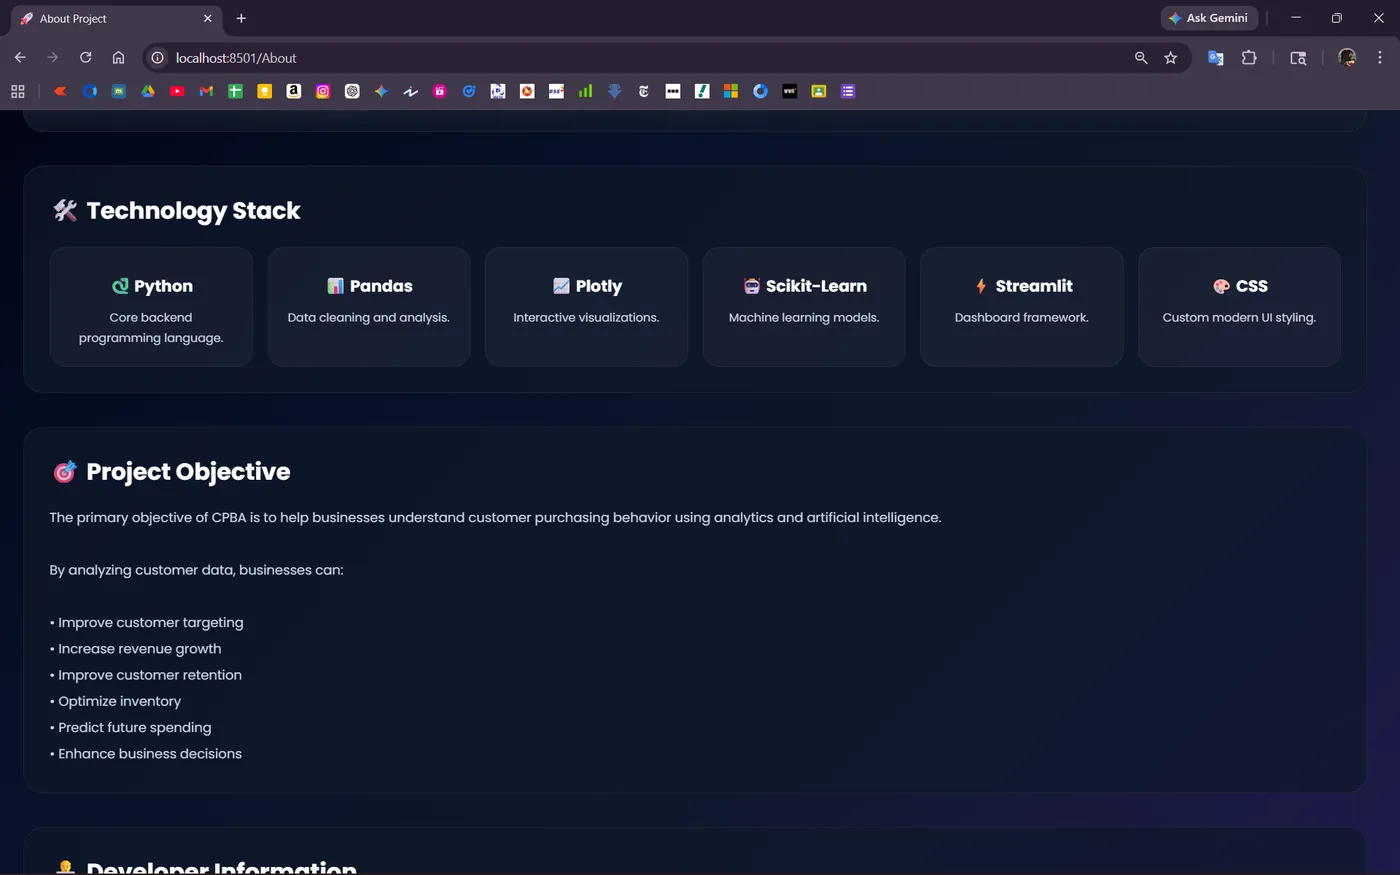 About Project
Ask Gemini
localhost:8501/About
Technology Stack
Python
Core backend
programming language.
Pandas
Data cleaning and analysis.
Plotly
Interactive visualizations.
Scikit-Learn
Machine learning models.
Streamlit
Dashboard framework.
CSS
Custom modern UI styling.
Project Objective
The primary objective of CPBA is to help businesses understand customer purchasing behavior using analytics and artificial intelligence.
By analyzing customer data, businesses can:
• Improve customer targeting
• Increase revenue growth
• Improve customer retention
• Optimize inventory
• Predict future spending
• Enhance business decisions
Developer Information